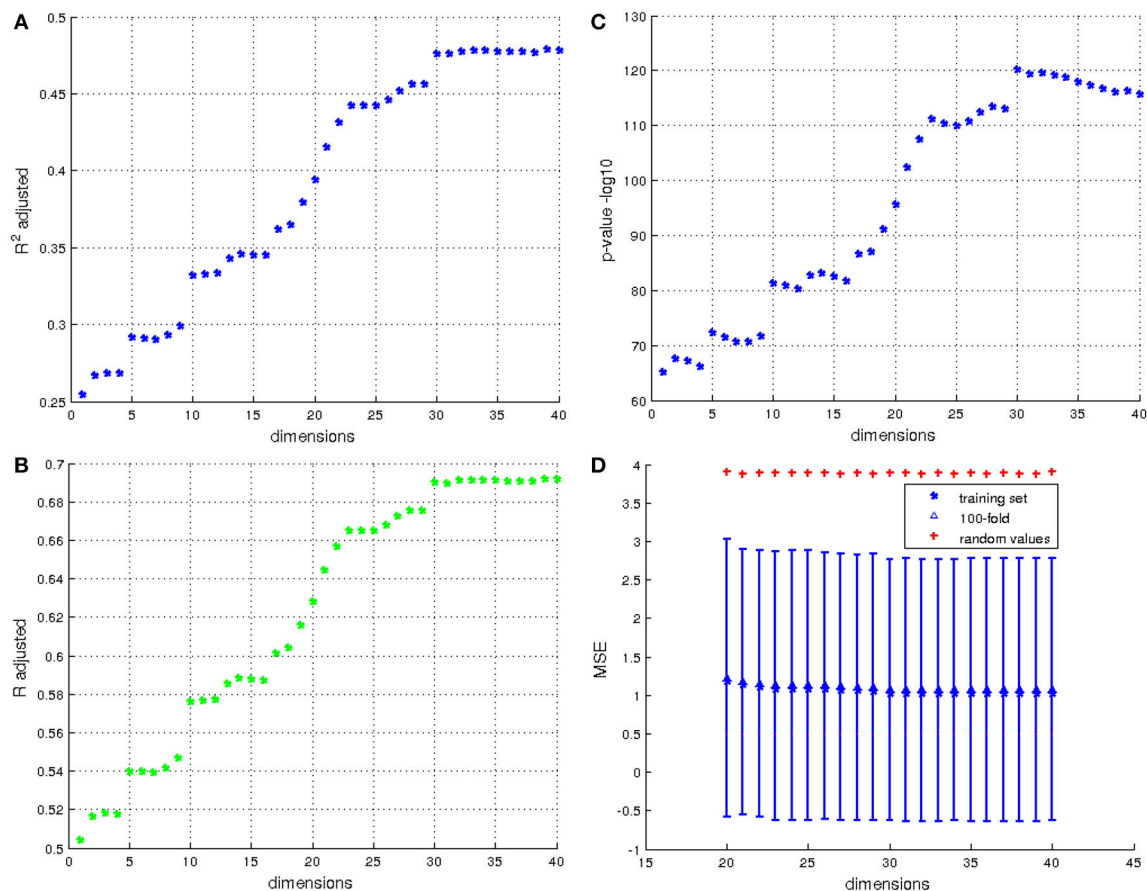 A
0.5
0.45
0.4
0.35
0.3
0.25
R² adjusted
0 5 10 15 20 25 30 35 40
dimensions
C
130
120
110
100
90
80
70
60
p-value -log10
0 5 10 15 20 25 30 35 40
dimensions
B
0.7
0.68
0.66
0.64
0.62
0.6
0.58
0.56
0.54
0.52
0.5
R adjusted
0 5 10 15 20 25 30 35 40
dimensions
D
4
3.5
3
2.5
2
1.5
1
0.5
0
-0.5
-1
MSE
training set
100-fold
random values
15 20 25 30 35 40 45
dimensions